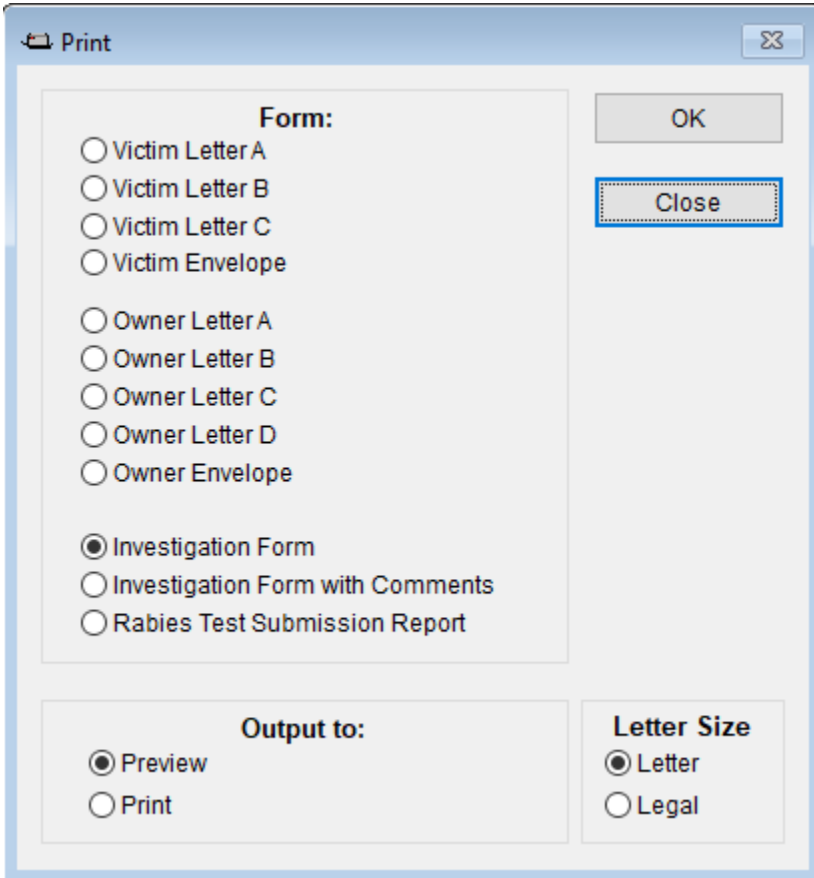 Print
Form:
Victim Letter A
Victim Letter B
Victim Letter C
Victim Envelope
Owner Letter A
Owner Letter B
Owner Letter C
Owner Letter D
Owner Envelope
Investigation Form
Investigation Form with Comments
Rabies Test Submission Report
OK
Close
Output to:
Preview
Print
Letter Size
Letter
Legal